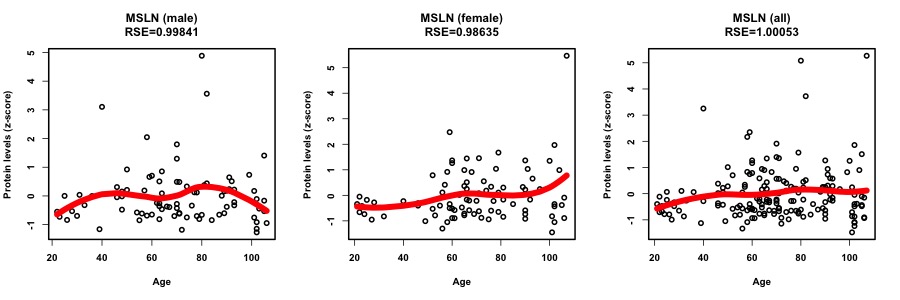 MSLN (male)
RSE=0.99841
Protein levels (z-score)
5
4
3
2
1
0
-1
20 40 60 80 100
Age
MSLN (female)
RSE=0.98635
Protein levels (z-score)
5
4
3
2
1
0
-1
20 40 60 80 100
Age
MSLN (all)
RSE=1.00053
Protein levels (z-score)
5
4
3
2
1
0
-1
20 40 60 80 100
Age